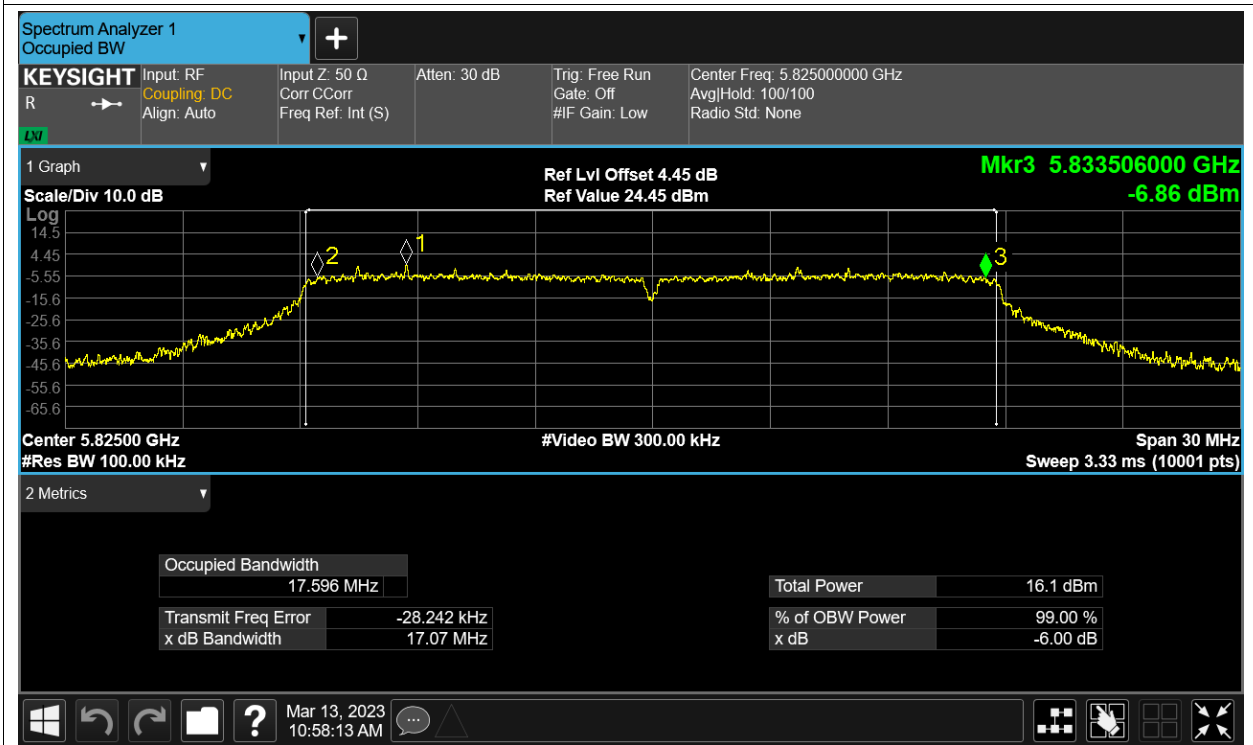 Spectrum Analyzer 1
Occupied BW
KEYSIGHT
R
LXI
Input: RF
Coupling: DC
Align: Auto
Input Z: 50 Ω
Corr CCorr
Freq Ref: Int (S)
Atten: 30 dB
Trig: Free Run
Gate: Off
#IF Gain: Low
Center Freq: 5.825000000 GHz
Avg|Hold: 100/100
Radio Std: None
1 Graph
Scale/Div 10.0 dB
Ref Lvl Offset 4.45 dB
Ref Value 24.45 dBm
Mkr3 5.833506000 GHz
-6.86 dBm
Log
14.5
4.45
-5.55
-15.6
-25.6
-35.6
-45.6
-55.6
-65.6
2
1
3
Center 5.82500 GHz
#Res BW 100.00 kHz
#Video BW 300.00 kHz
Span 30 MHz
Sweep 3.33 ms (10001 pts)
2 Metrics
Occupied Bandwidth
17.596 MHz
Transmit Freq Error -28.242 kHz
x dB Bandwidth 17.07 MHz
Total Power 16.1 dBm
% of OBW Power 99.00 %
x dB -6.00 dB
?
Mar 13, 2023
10:58:13 AM